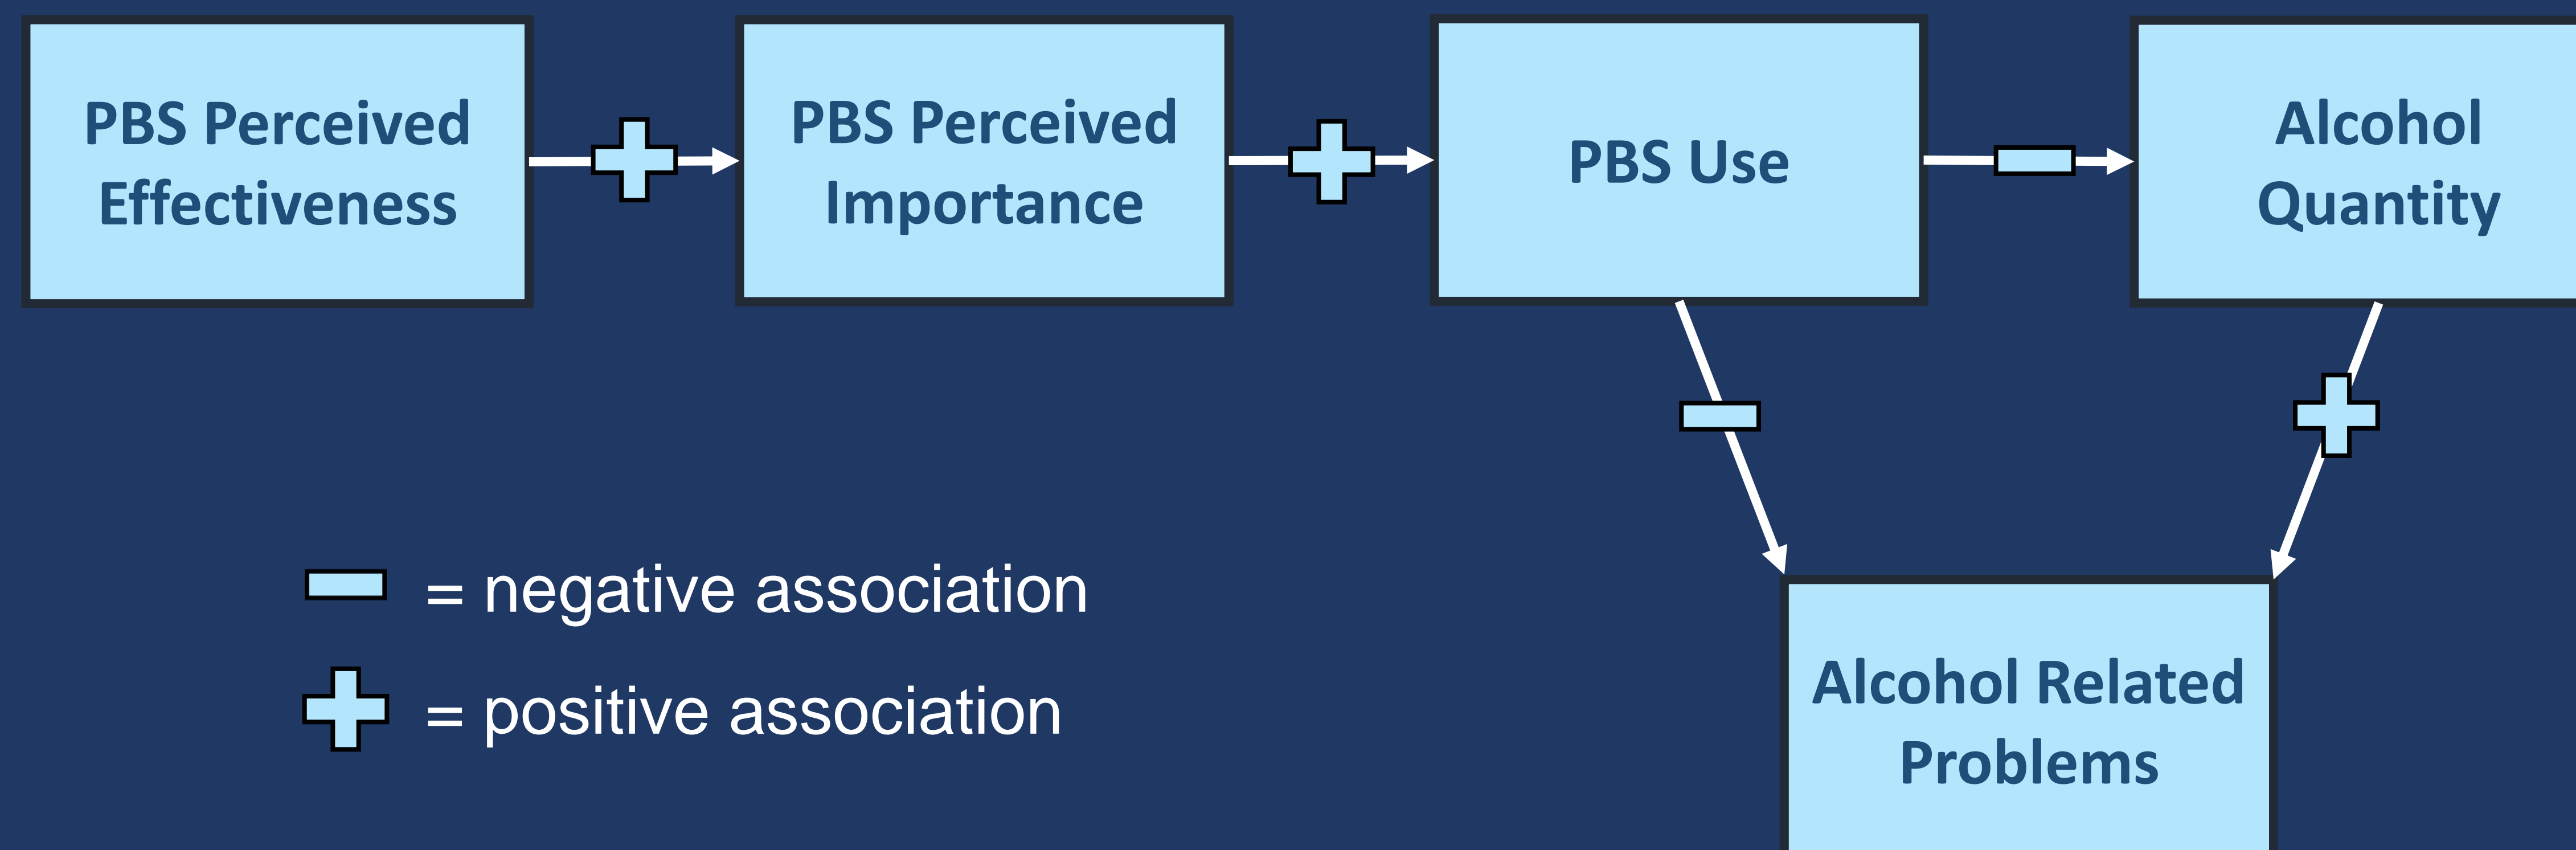 PBS Perceived
Effectiveness
PBS Perceived
Importance
PBS Use
Alcohol
Quantity
= negative association
= positive association
Alcohol Related
Problems